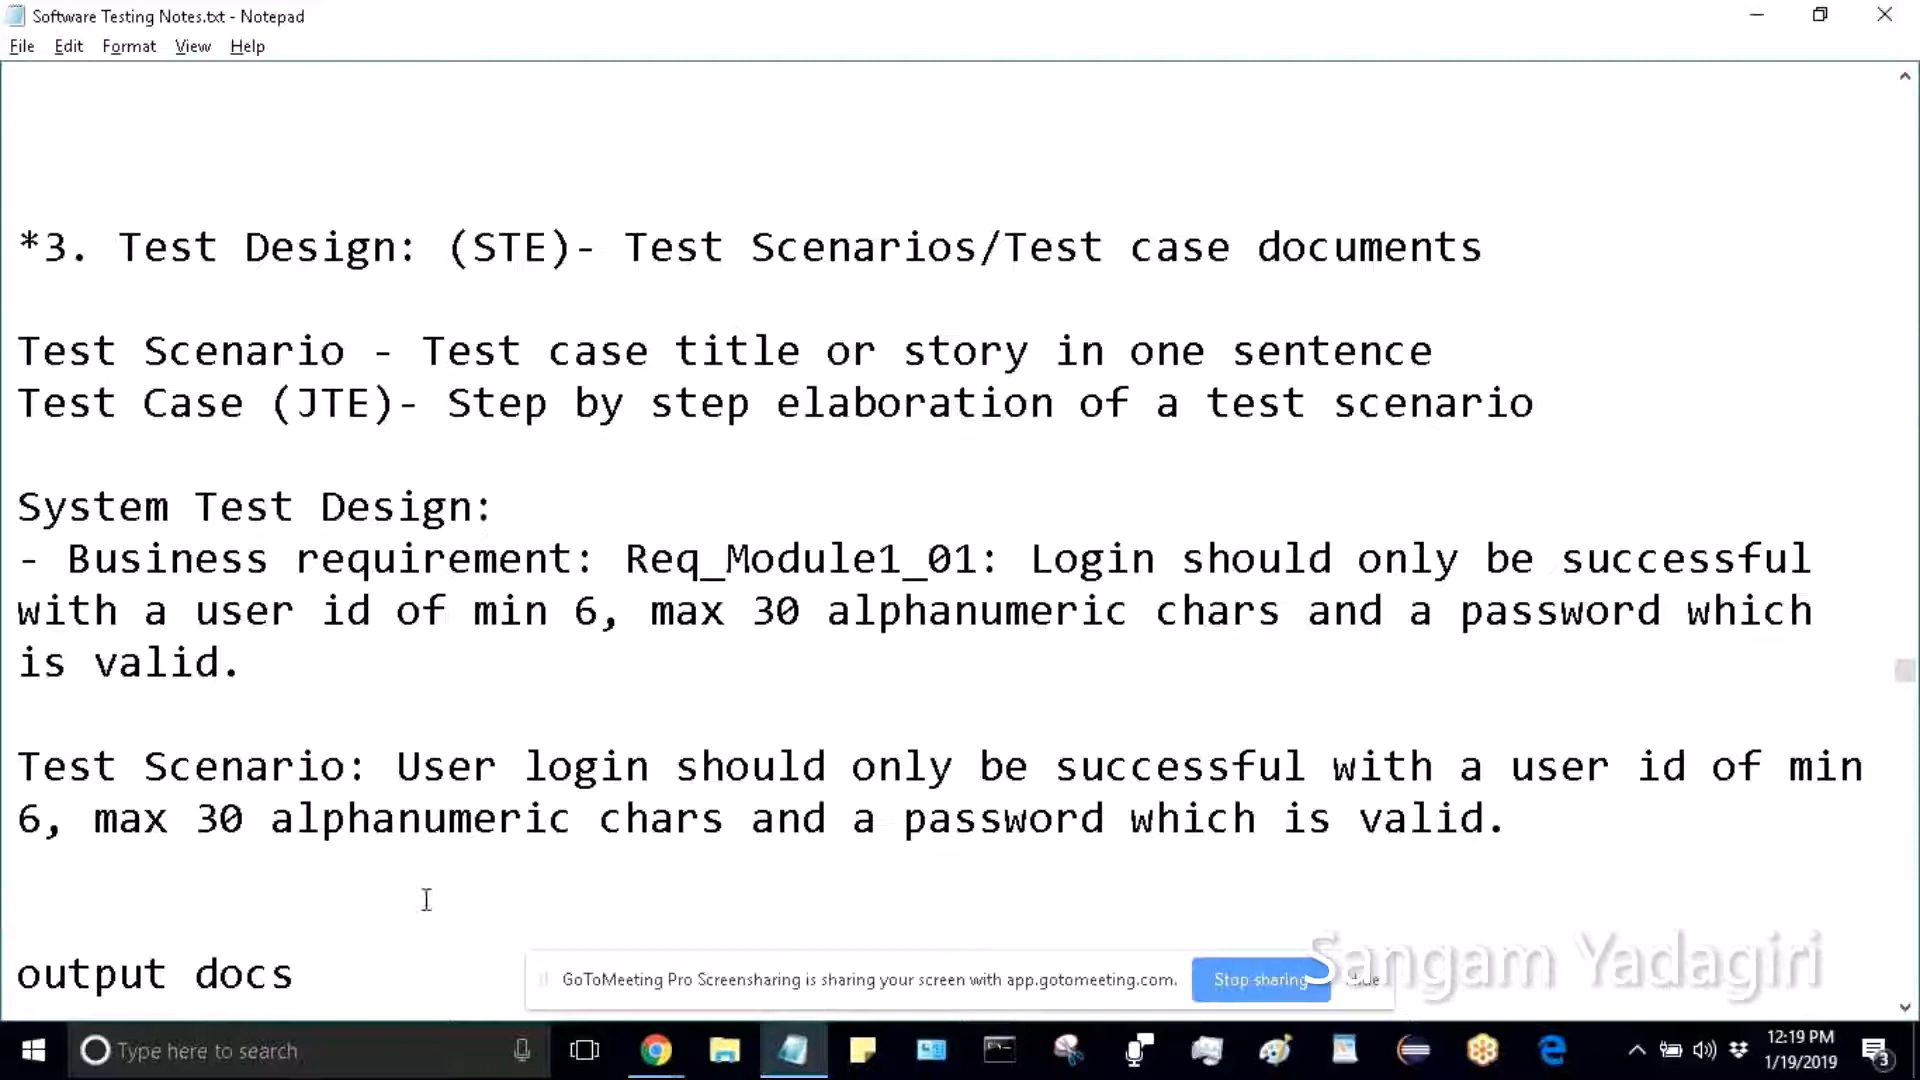 Software Testing Notes.txt - Notepad
File Edit Format View Help
*3. Test Design: (STE)- Test Scenarios/Test case documents
Test Scenario - Test case title or story in one sentence
Test Case (JTE)- Step by step elaboration of a test scenario
System Test Design:
- Business requirement: Req_Module1_01: Login should only be successful
with a user id of min 6, max 30 alphanumeric chars and a password which
is valid.
Test Scenario: User login should only be successful with a user id of min
6, max 30 alphanumeric chars and a password which is valid.
output docs
GoToMeeting Pro Screensharing is sharing your screen with app.gotomeeting.com. Stop sharing
Sangam Yadagiri
Type here to search
12:19 PM
1/19/2019
3